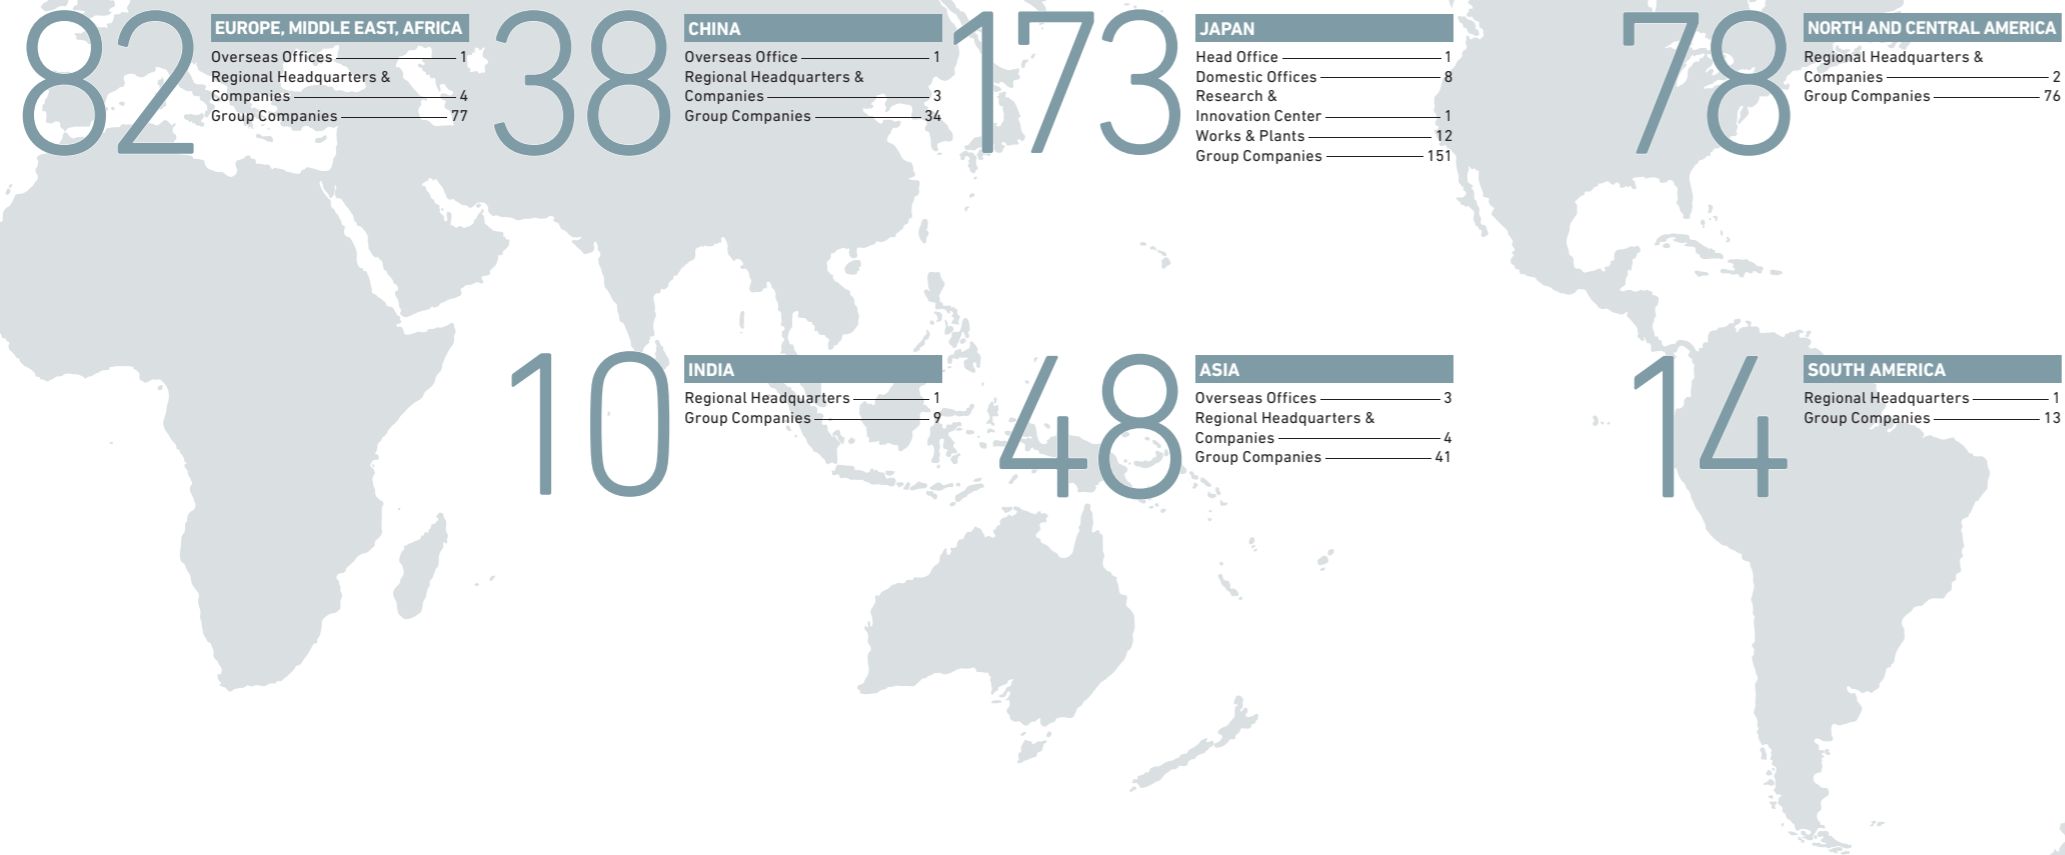 82
EUROPE, MIDDLE EAST, AFRICA
Overseas Offices 1
Regional Headquarters &
Companies 4
Group Companies 77
38
CHINA
Overseas Office 1
Regional Headquarters &
Companies 3
Group Companies 34
173
JAPAN
Head Office 1
Domestic Offices 8
Research &
Innovation Center 1
Works & Plants 12
Group Companies 151
78
NORTH AND CENTRAL AMERICA
Regional Headquarters &
Companies 2
Group Companies 76
10
INDIA
Regional Headquarters 1
Group Companies 9
48
ASIA
Overseas Offices 3
Regional Headquarters &
Companies 4
Group Companies 41
14
SOUTH AMERICA
Regional Headquarters 1
Group Companies 13